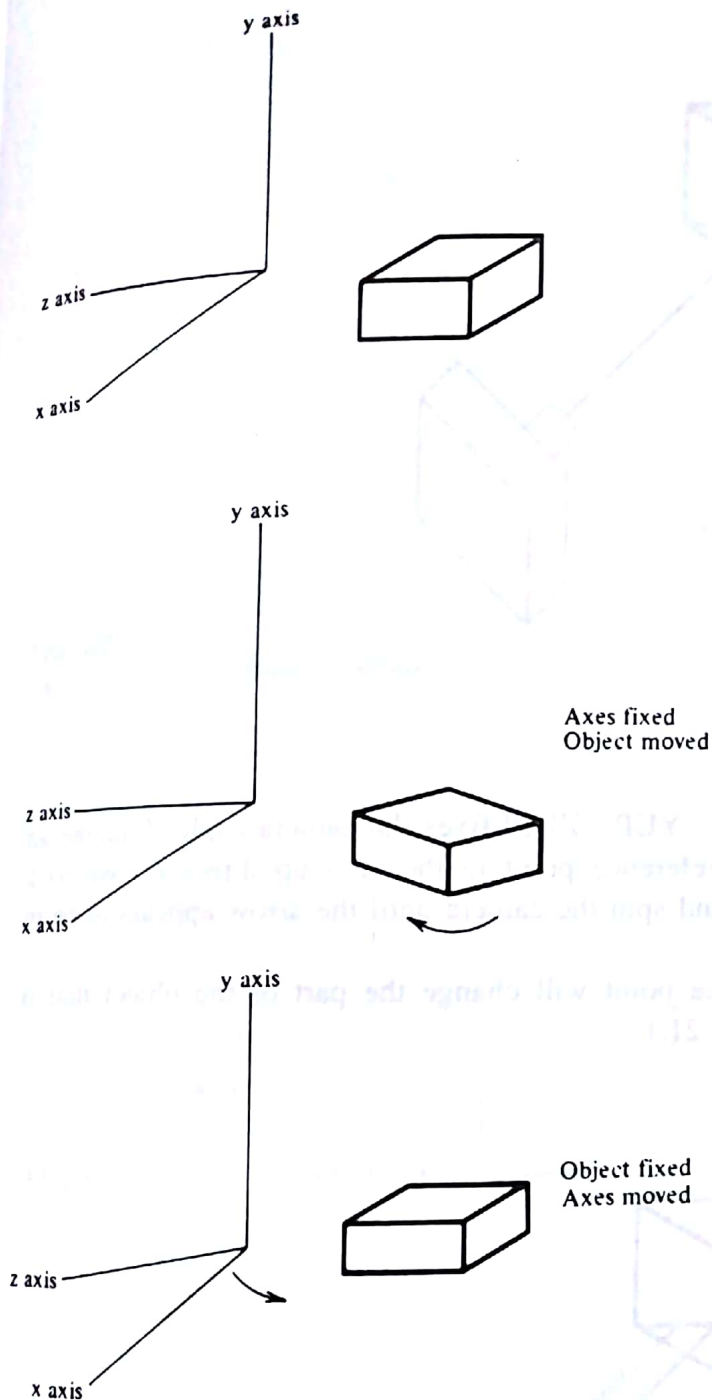 y axis
z axis
x axis
y axis
Axes fixed
Object moved
z axis
x axis
y axis
Object fixed
Axes moved
z axis
x axis